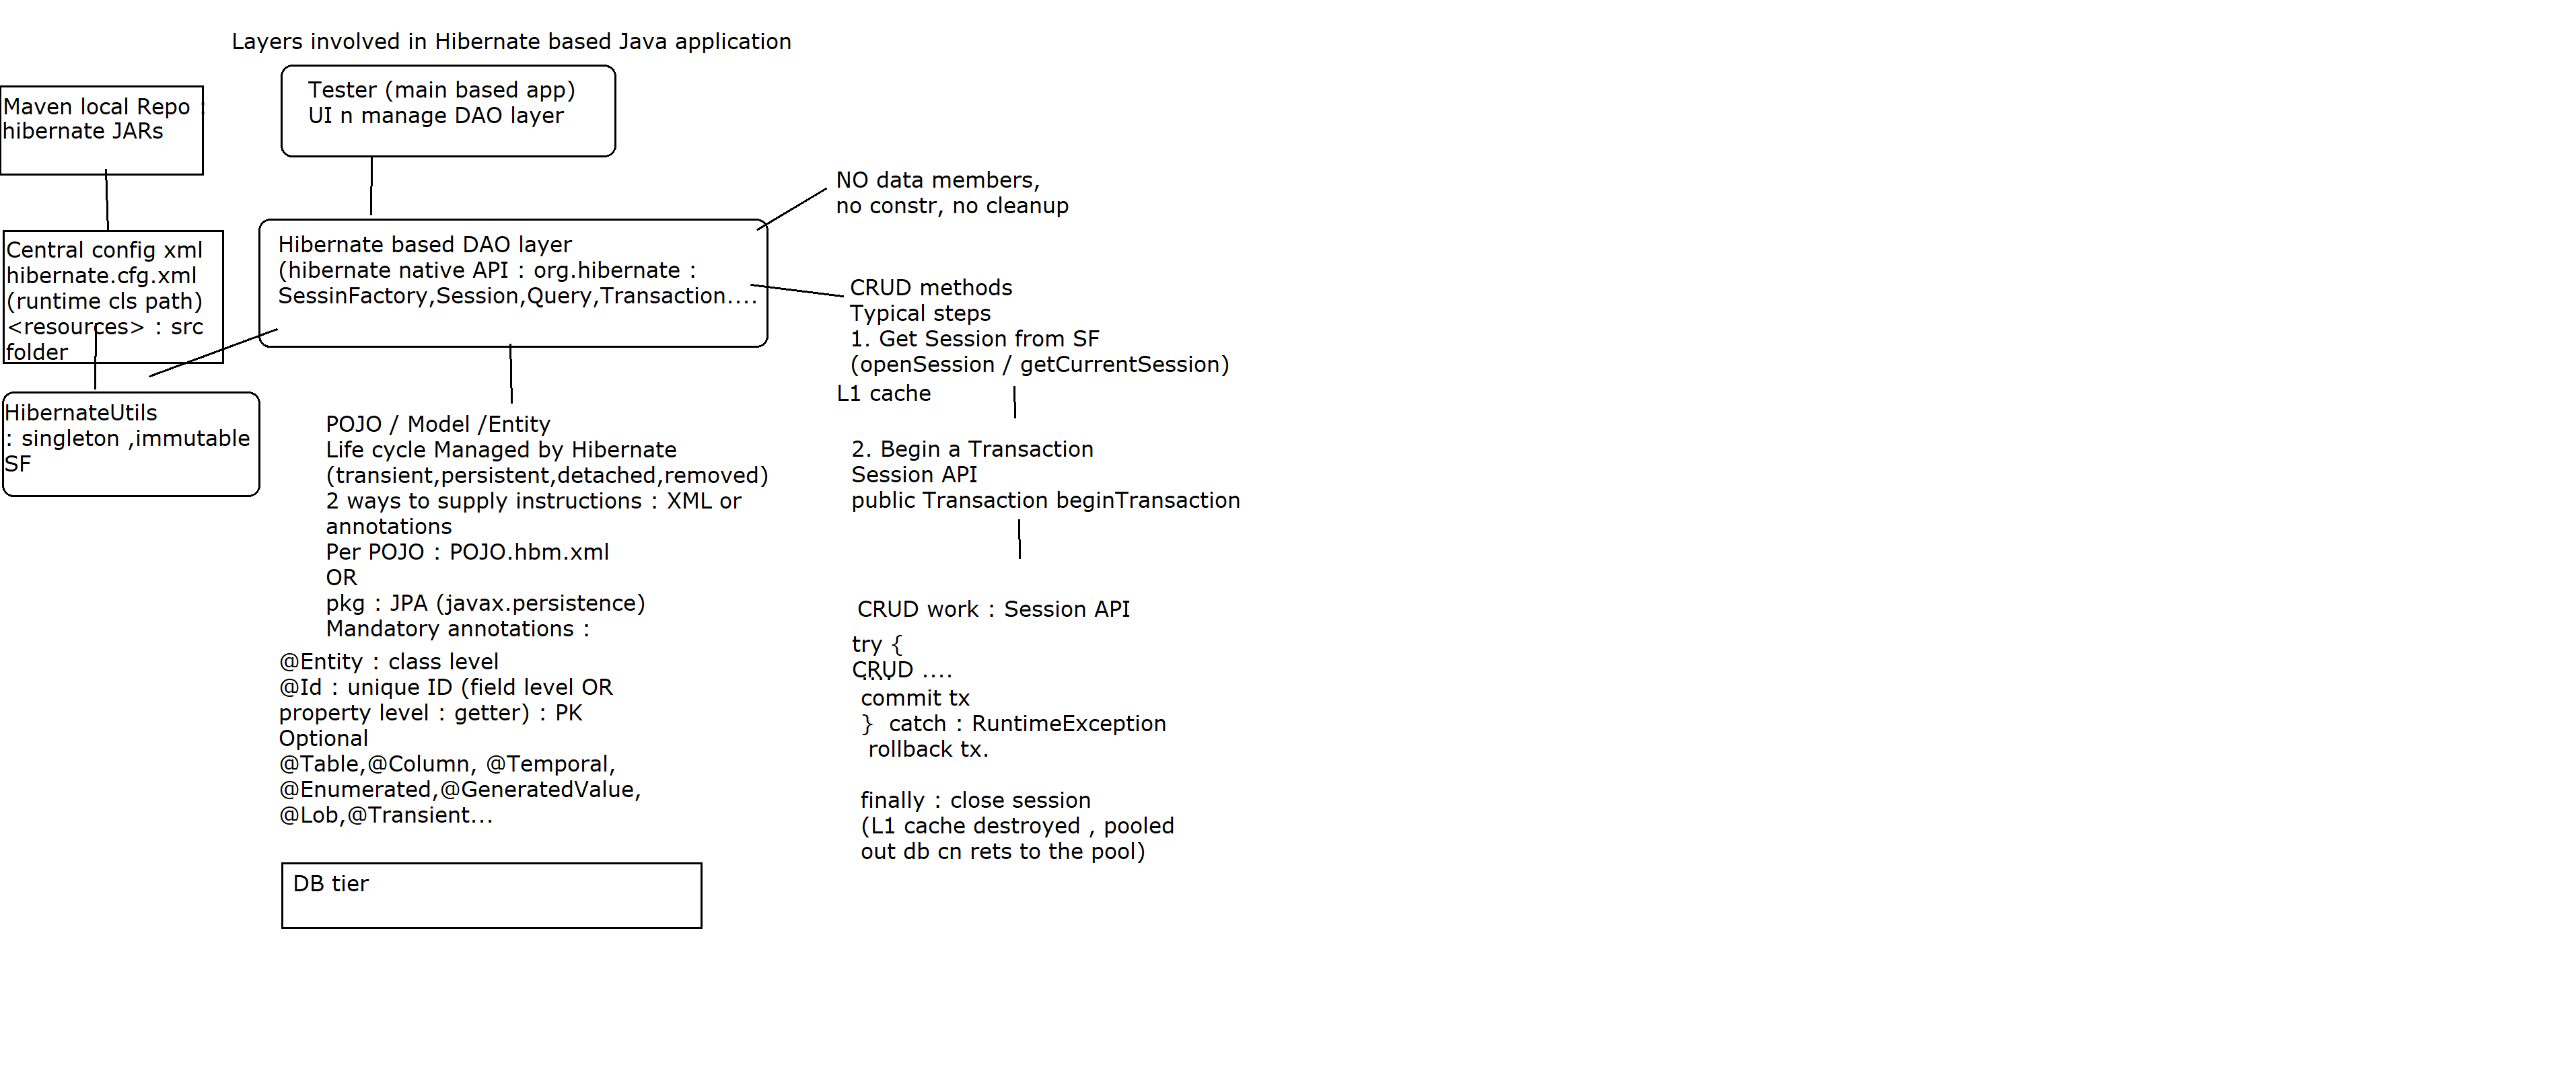 Layers involved in Hibernate based Java application
Tester (main based app)
UI n manage DAO layer
Maven local Repo :
hibernate JARs
Central config xml
hibernate.cfg.xml
(runtime cls path)
<resources> : src
folder
HibernateUtils
: singleton ,immutable
SF
Hibernate based DAO layer
(hibernate native API : org.hibernate :
SessinFactory,Session,Query,Transaction....
NO data members,
no constr, no cleanup
CRUD methods
Typical steps
1. Get Session from SF
(openSession / getCurrentSession)
L1 cache
2. Begin a Transaction
Session API
public Transaction beginTransaction
CRUD work : Session API
try {
CRUD ....
....
commit tx
}  catch : RuntimeException
rollback tx.
finally : close session
(L1 cache destroyed , pooled
out db cn rets to the pool)
POJO / Model /Entity
Life cycle Managed by Hibernate
(transient,persistent,detached,removed)
2 ways to supply instructions : XML or
annotations
Per POJO : POJO.hbm.xml
OR
pkg : JPA (javax.persistence)
Mandatory annotations :
@Entity : class level
@Id : unique ID (field level OR
property level : getter) : PK
Optional
@Table,@Column, @Temporal,
@Enumerated,@GeneratedValue,
@Lob,@Transient...
DB tier